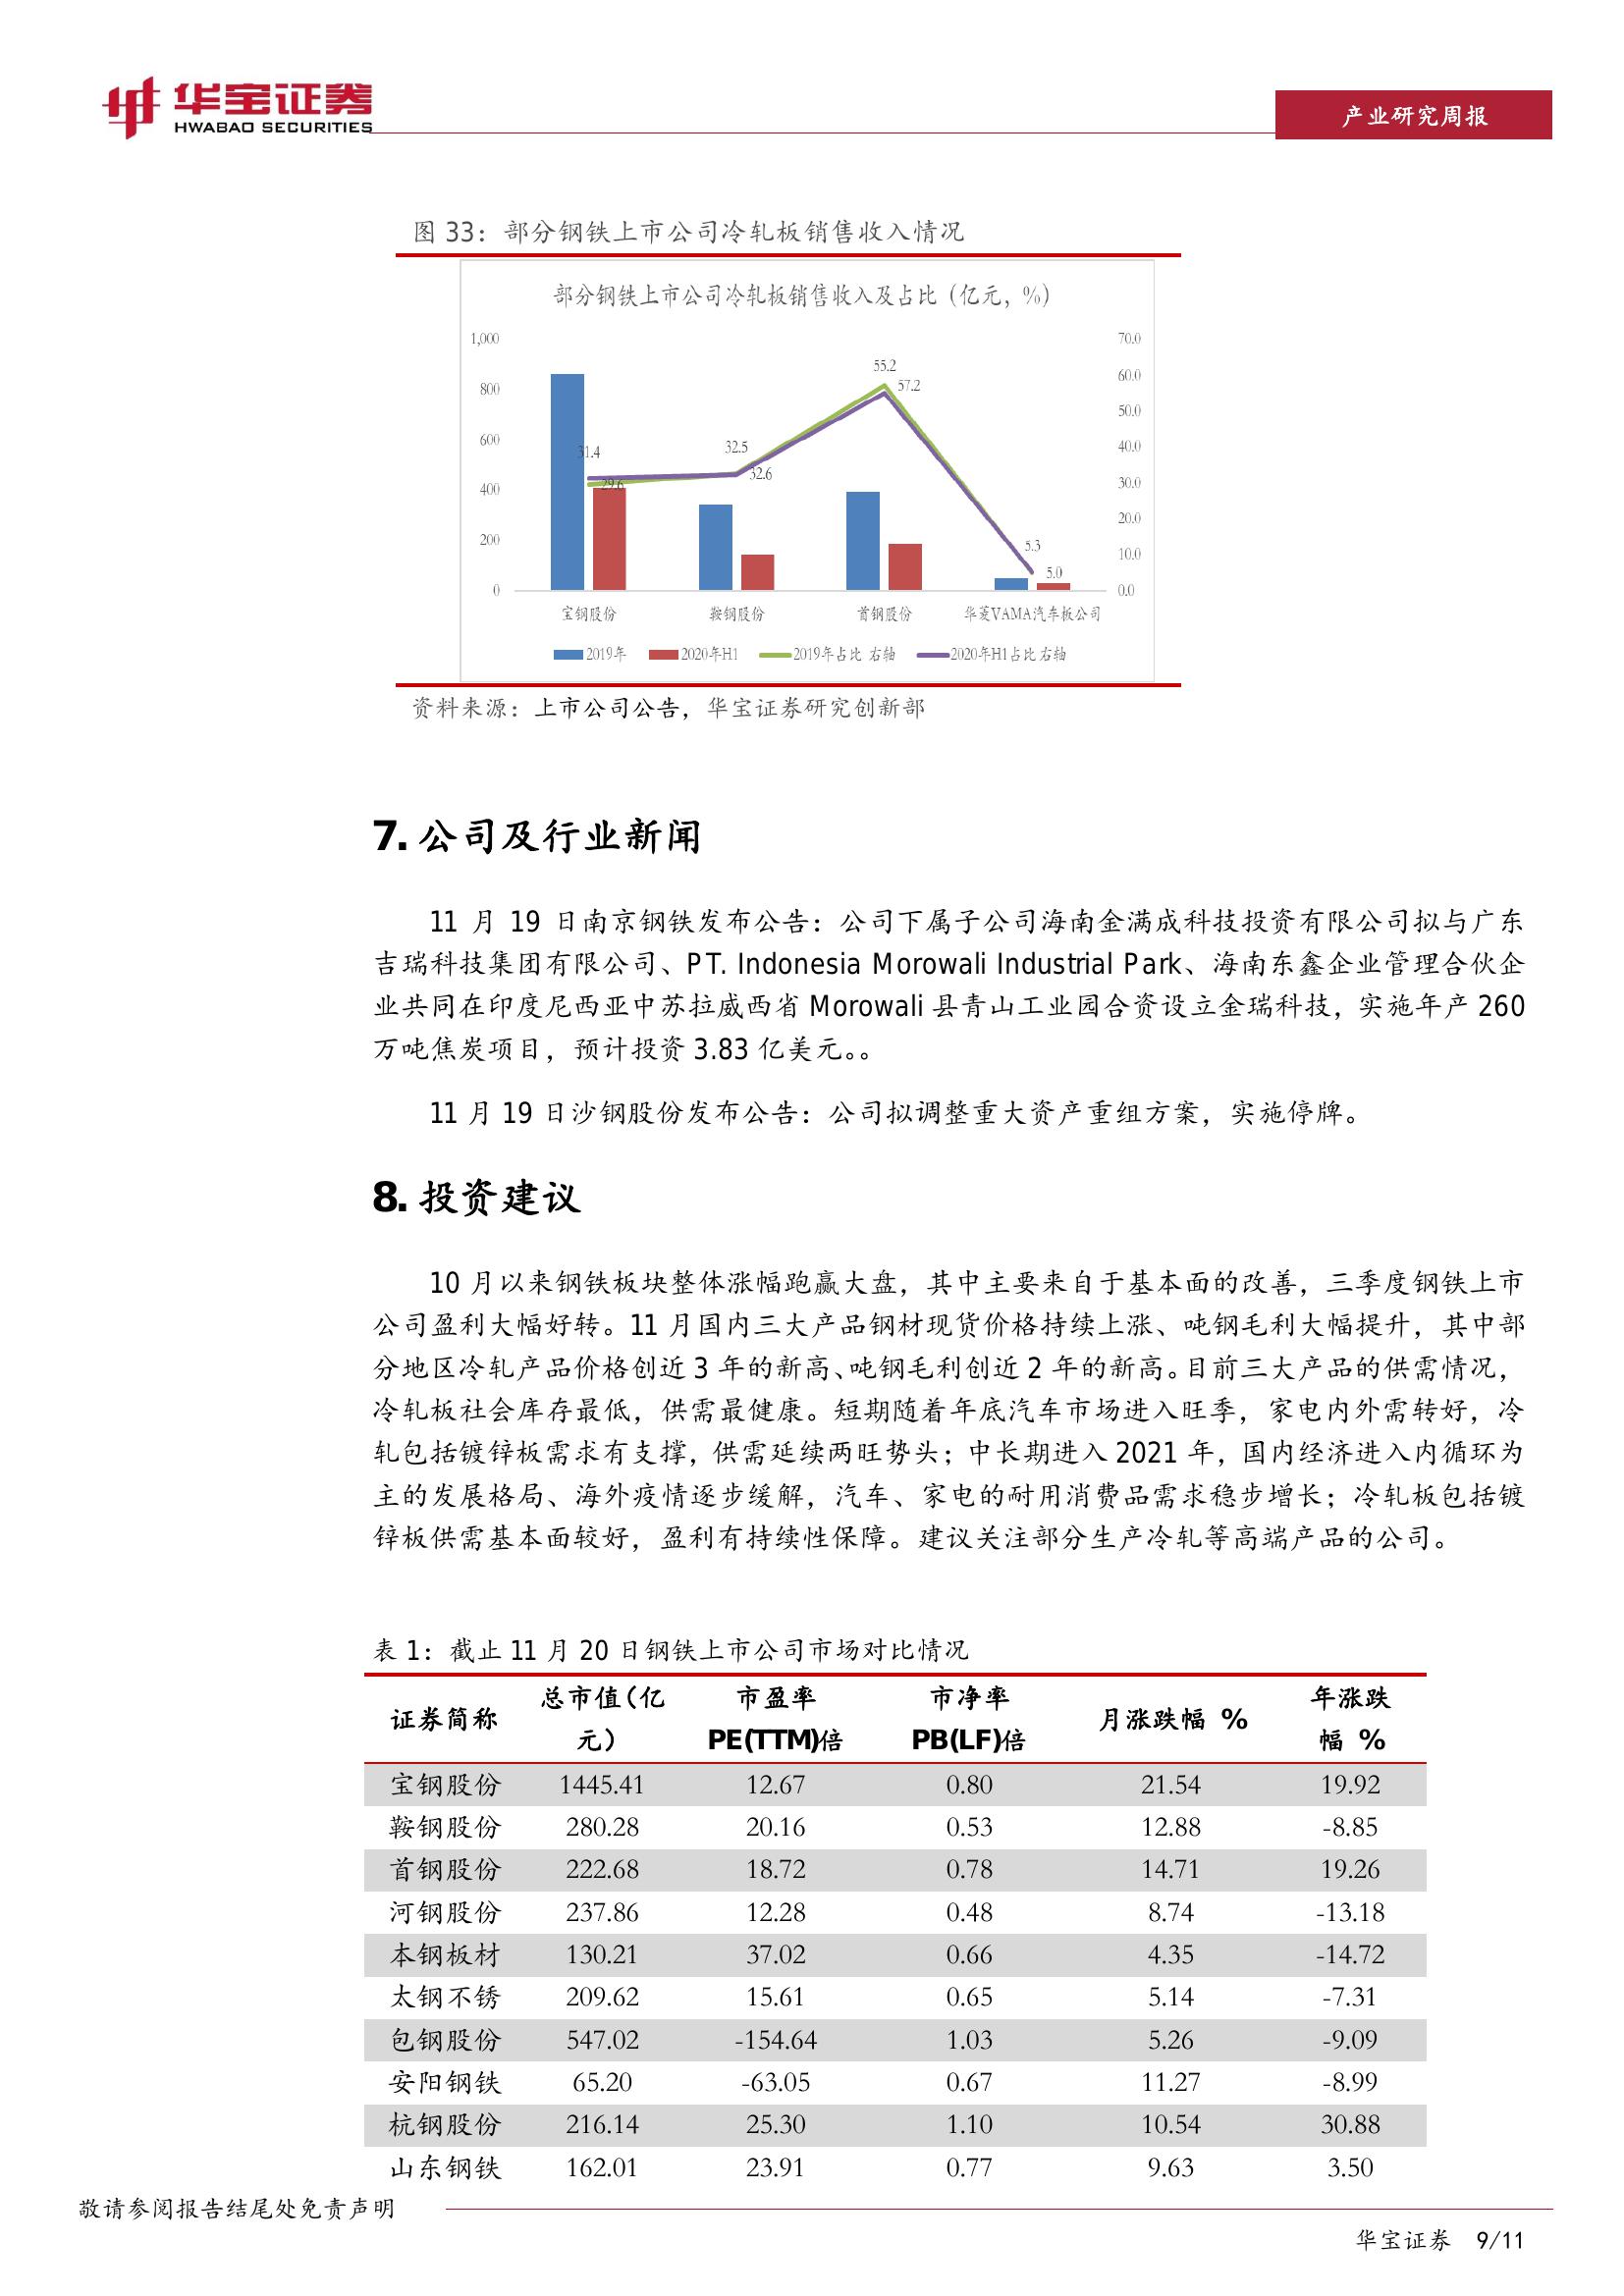 华宝证券
HWABAO SECURITIES
产业研究周报
图 33：部分钢铁上市公司冷轧板销售收入情况
部分钢铁上市公司冷轧板销售收入及占比（亿元，%）
1,000
800
600
400
200
0
70.0
60.0
50.0
40.0
30.0
20.0
10.0
0.0
31.4
29.6
32.5
32.6
55.2
57.2
5.3
5.0
宝钢股份 鞍钢股份 首钢股份 华菱VAMA汽车板公司
2019年 2020年H1 2019年占比 右轴 2020年H1占比右轴
资料来源：上市公司公告，华宝证券研究创新部
7. 公司及行业新闻
11 月 19 日南京钢铁发布公告：公司下属子公司海南金满成科技投资有限公司拟与广东
吉瑞科技集团有限公司、PT. Indonesia Morowali Industrial Park、海南东鑫企业管理合伙企
业共同在印度尼西亚中苏拉威西省 Morowali 县青山工业园合资设立金瑞科技，实施年产 260
万吨焦炭项目，预计投资 3.83 亿美元。。
11 月 19 日沙钢股份发布公告：公司拟调整重大资产重组方案，实施停牌。
8. 投资建议
10 月以来钢铁板块整体涨幅跑赢大盘，其中主要来自于基本面的改善，三季度钢铁上市
公司盈利大幅好转。11 月国内三大产品钢材现货价格持续上涨、吨钢毛利大幅提升，其中部
分地区冷轧产品价格创近 3 年的新高、吨钢毛利创近 2 年的新高。目前三大产品的供需情况，
冷轧板社会库存最低，供需最健康。短期随着年底汽车市场进入旺季，家电内外需转好，冷
轧包括镀锌板需求有支撑，供需延续两旺势头；中长期进入 2021 年，国内经济进入内循环为
主的发展格局、海外疫情逐步缓解，汽车、家电的耐用消费品需求稳步增长；冷轧板包括镀
锌板供需基本面较好，盈利有持续性保障。建议关注部分生产冷轧等高端产品的公司。
表 1：截止 11 月 20 日钢铁上市公司市场对比情况
证券简称 总市值（亿元） 市盈率PE(TTM)倍 市净率PB(LF)倍 月涨跌幅 % 年涨跌幅 %
宝钢股份 1445.41 12.67 0.80 21.54 19.92
鞍钢股份 280.28 20.16 0.53 12.88 -8.85
首钢股份 222.68 18.72 0.78 14.71 19.26
河钢股份 237.86 12.28 0.48 8.74 -13.18
本钢板材 130.21 37.02 0.66 4.35 -14.72
太钢不锈 209.62 15.61 0.65 5.14 -7.31
包钢股份 547.02 -154.64 1.03 5.26 -9.09
安阳钢铁 65.20 -63.05 0.67 11.27 -8.99
杭钢股份 216.14 25.30 1.10 10.54 30.88
山东钢铁 162.01 23.91 0.77 9.63 3.50
敬请参阅报告结尾处免责声明
华宝证券 9/11